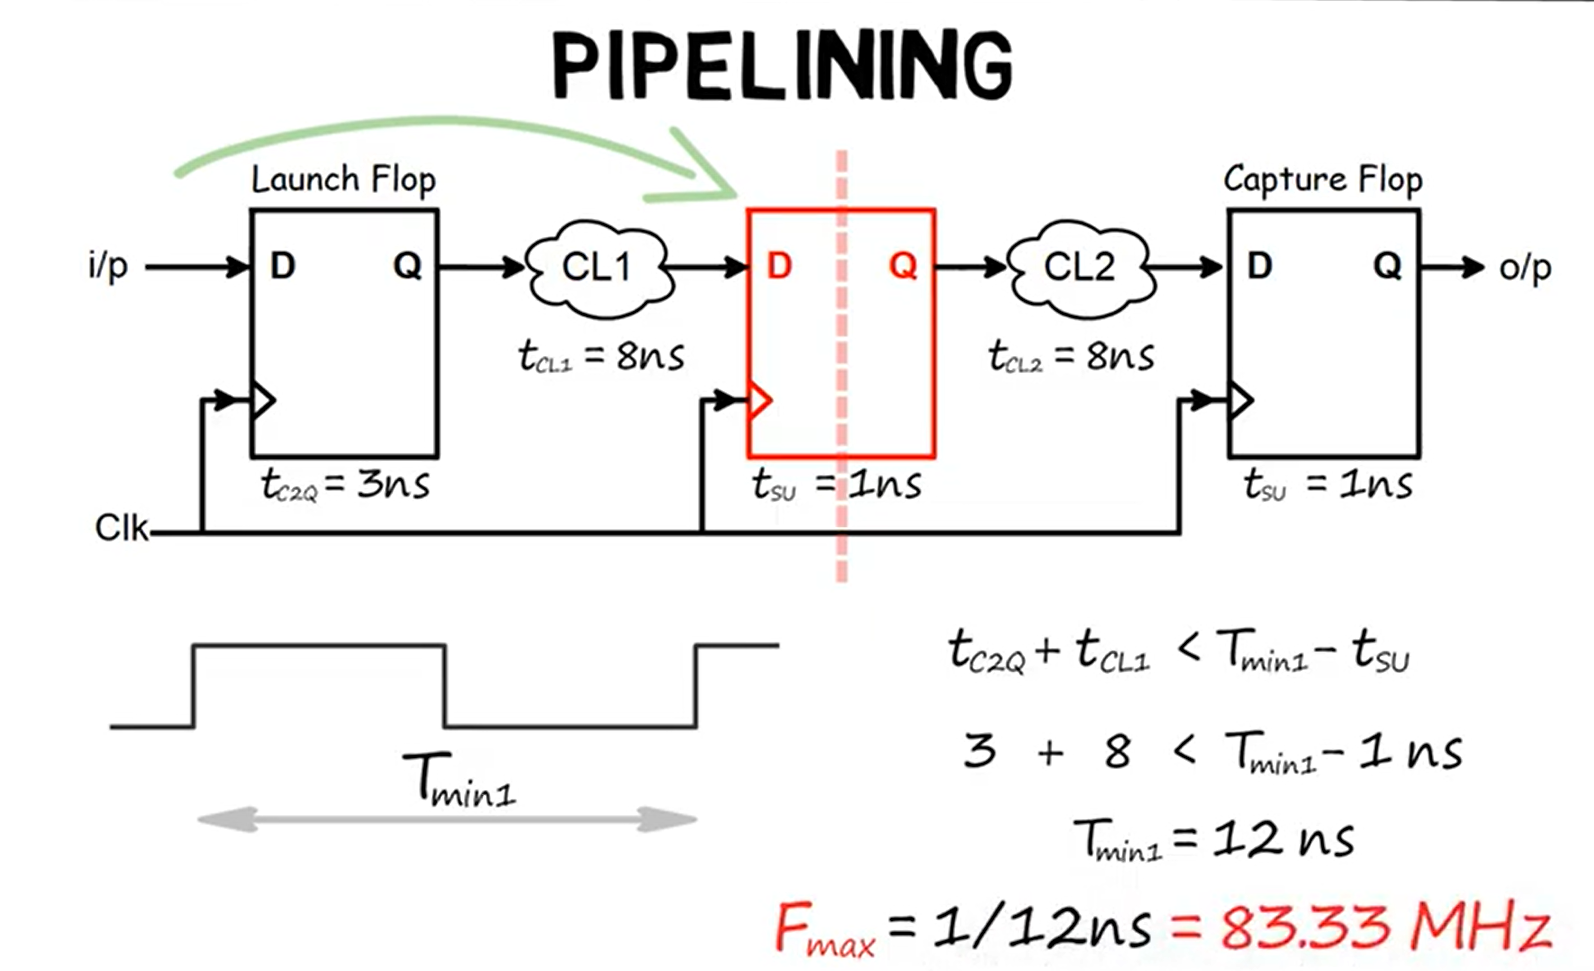 PIPELINING
Launch Flop
Capture Flop
i/p
D
Q
CL1
D
Q
CL2
D
Q
o/p
tCL1 = 8ns
tCL2 = 8ns
tC2Q = 3ns
tSU = 1ns
tSU = 1ns
Clk
tC2Q + tCL1 < Tmin1 - tSU
3 + 8 < Tmin1 - 1 ns
Tmin1
Tmin1 = 12 ns
Fmax = 1/12ns = 83.33 MHz